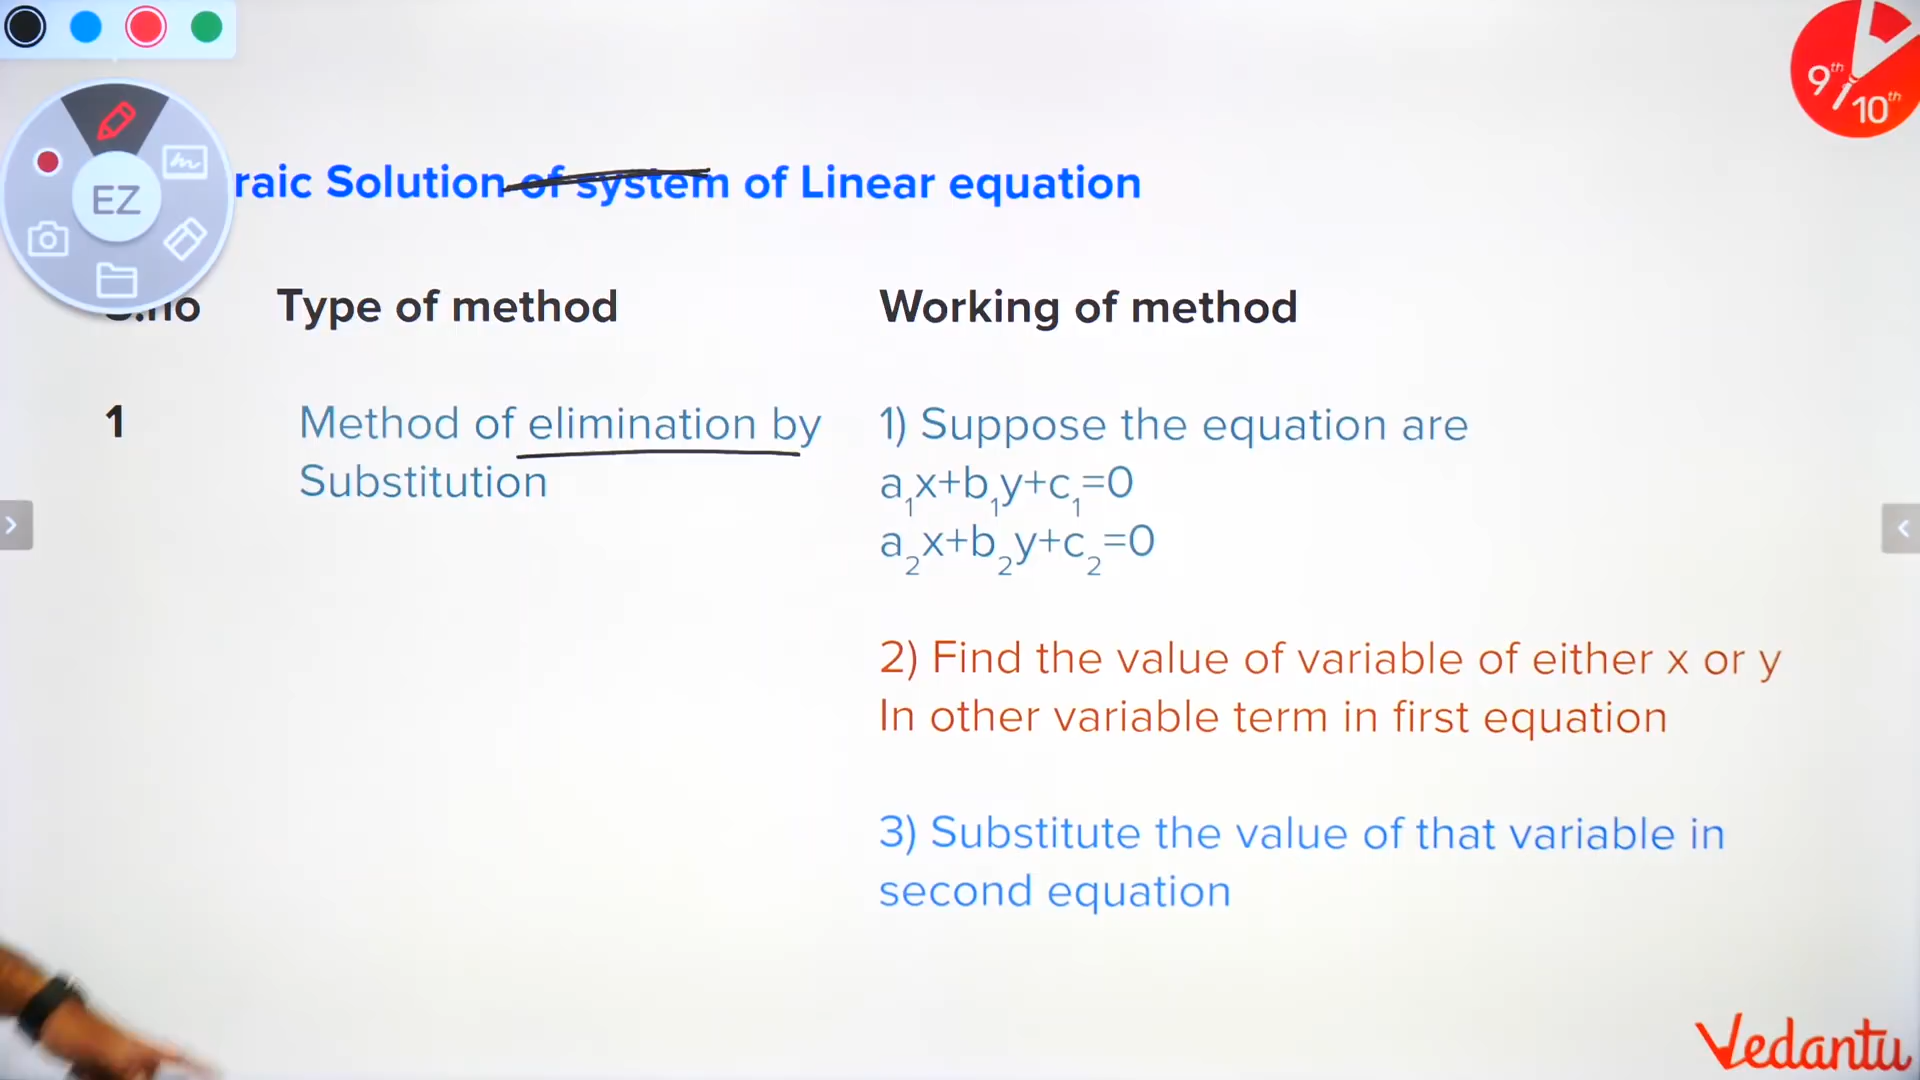 9th/10th
EZ
raic Solution of system of Linear equation
S.no Type of method Working of method
1 Method of elimination by Substitution
1) Suppose the equation are
a₁x+b₁y+c₁=0
a₂x+b₂y+c₂=0
2) Find the value of variable of either x or y
In other variable term in first equation
3) Substitute the value of that variable in
second equation
Vedantu